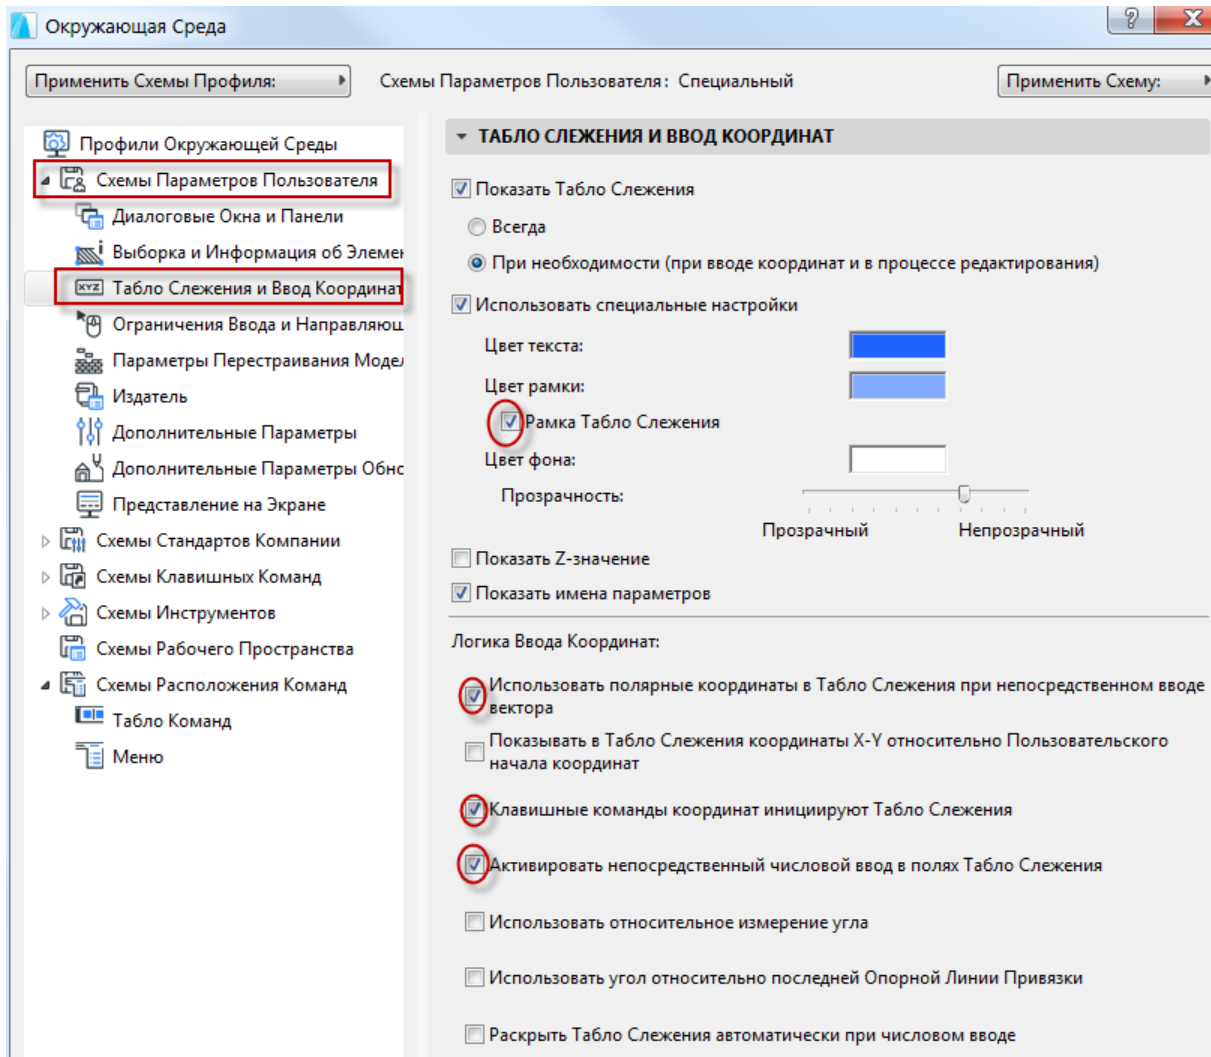 Окружающая Среда
?
X
Применить Схемы Профиля:
Схемы Параметров Пользователя: Специальный
Применить Схему:
Профили Окружающей Среды
Схемы Параметров Пользователя
Диалоговые Окна и Панели
Выборка и Информация об Элемен
XYZ Табло Слежения и Ввод Координат
Ограничения Ввода и Направляющ
Параметры Перестраивания Модел
Издатель
Дополнительные Параметры
Дополнительные Параметры Обно
Представление на Экране
Схемы Стандартов Компании
Схемы Клавишных Команд
Схемы Инструментов
Схемы Рабочего Пространства
Схемы Расположения Команд
Табло Команд
Меню
ТАБЛО СЛЕЖЕНИЯ И ВВОД КООРДИНАТ
Показать Табло Слежения
Всегда
При необходимости (при вводе координат и в процессе редактирования)
Использовать специальные настройки
Цвет текста:
Цвет рамки:
Рамка Табло Слежения
Цвет фона:
Прозрачность:
Прозрачный Непрозрачный
Показать Z-значение
Показать имена параметров
Логика Ввода Координат:
Использовать полярные координаты в Табло Слежения при непосредственном вводе
вектора
Показывать в Табло Слежения координаты X-Y относительно Пользовательского
начала координат
Клавишные команды координат инициируют Табло Слежения
Активировать непосредственный числовой ввод в полях Табло Слежения
Использовать относительное измерение угла
Использовать угол относительно последней Опорной Линии Привязки
Раскрыть Табло Слежения автоматически при числовом вводе